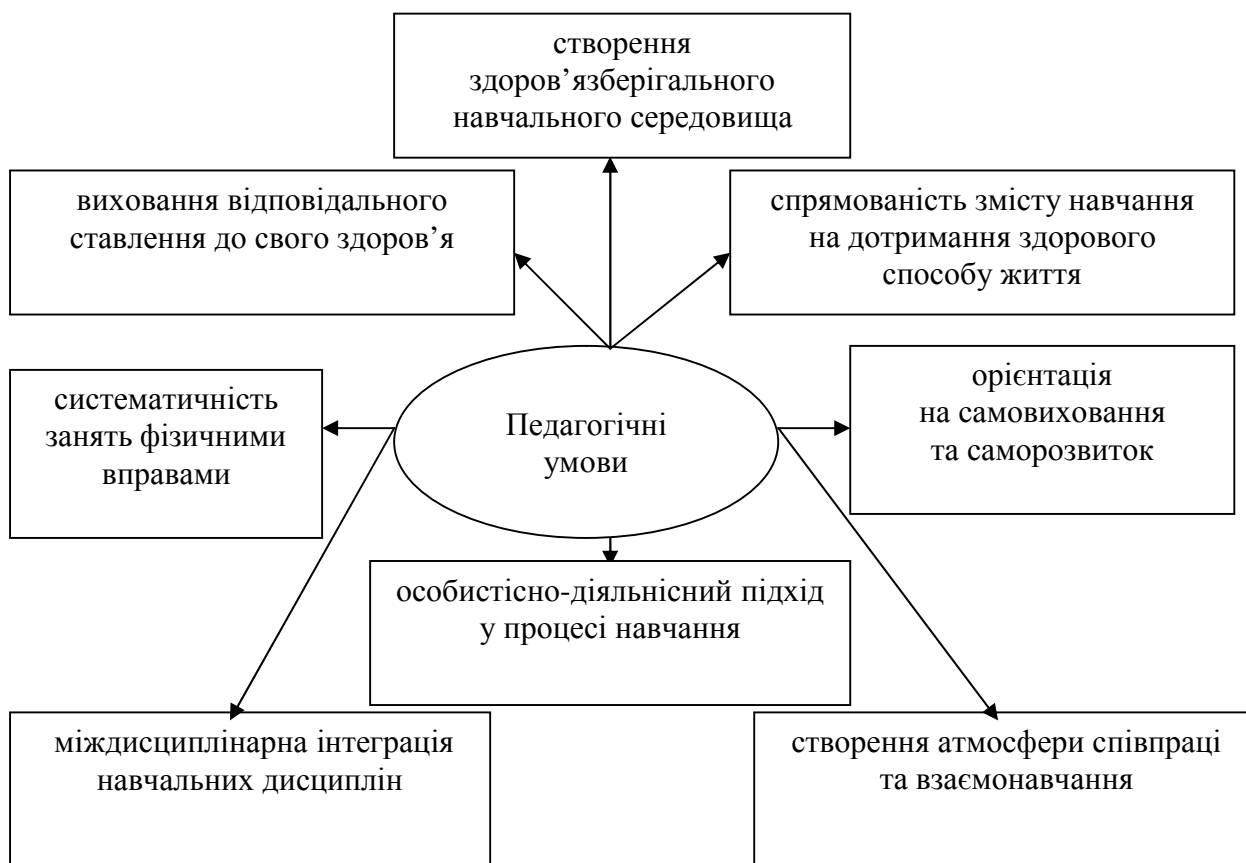 створення
здоров’язберігального
навчального середовища
виховання відповідального
ставлення до свого здоров’я
спрямованість змісту навчання
на дотримання здорового
способу життя
систематичність
занять фізичними
вправами
Педагогічні
умови
орієнтація
на самовиховання
та саморозвиток
особистісно-діяльнісний підхід
у процесі навчання
міждисциплінарна інтеграція
навчальних дисциплін
створення атмосфери співпраці
та взаємонавчання